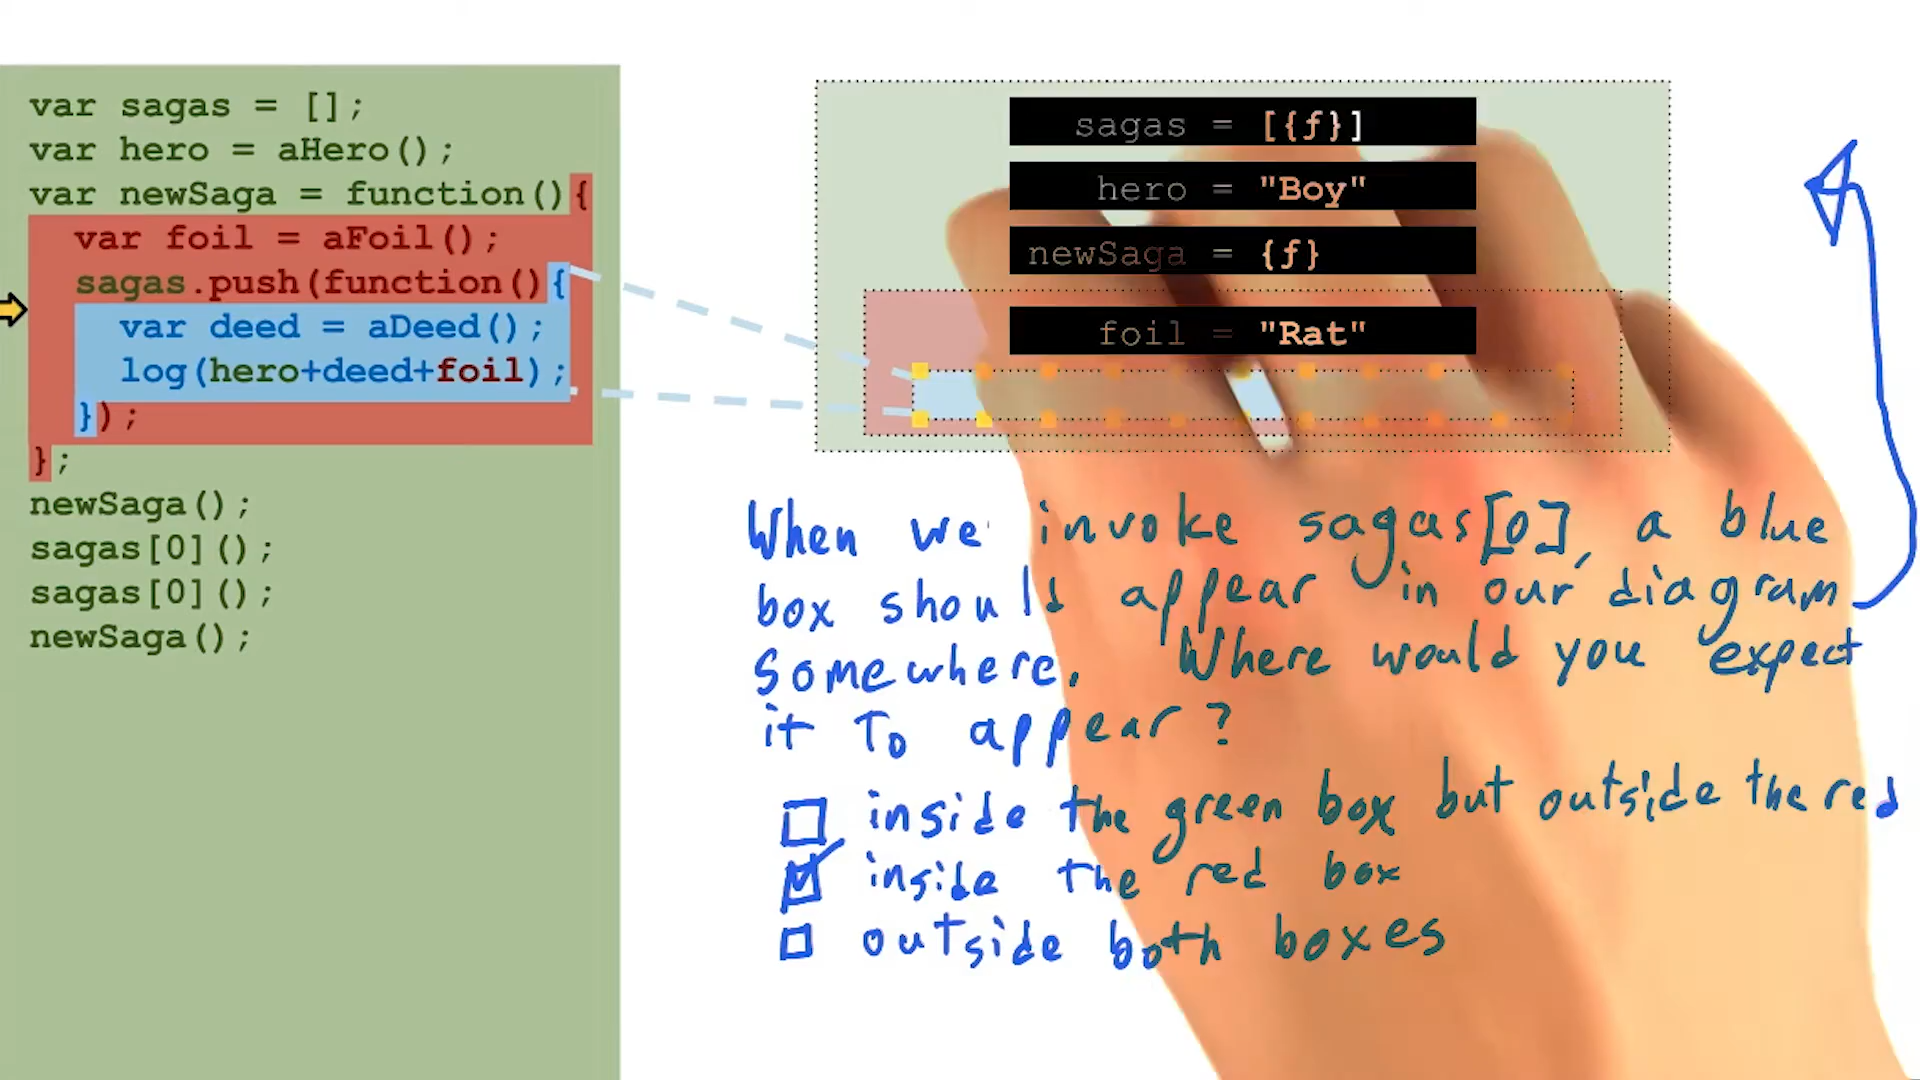 var sagas = [];
var hero = aHero();
var newSaga = function(){
var foil = aFoil();
sagas.push(function(){
var deed = aDeed();
log(hero+deed+foil);
});
};
newSaga();
sagas[0]();
sagas[0]();
newSaga();
sagas = [{f}]
hero = "Boy"
newSaga = {f}
foil = "Rat"
When we invoke sagas[0], a blue
box should appear in our diagram
somewhere. Where would you expect
it to appear?
inside the green box but outside the red
inside the red box
outside both boxes